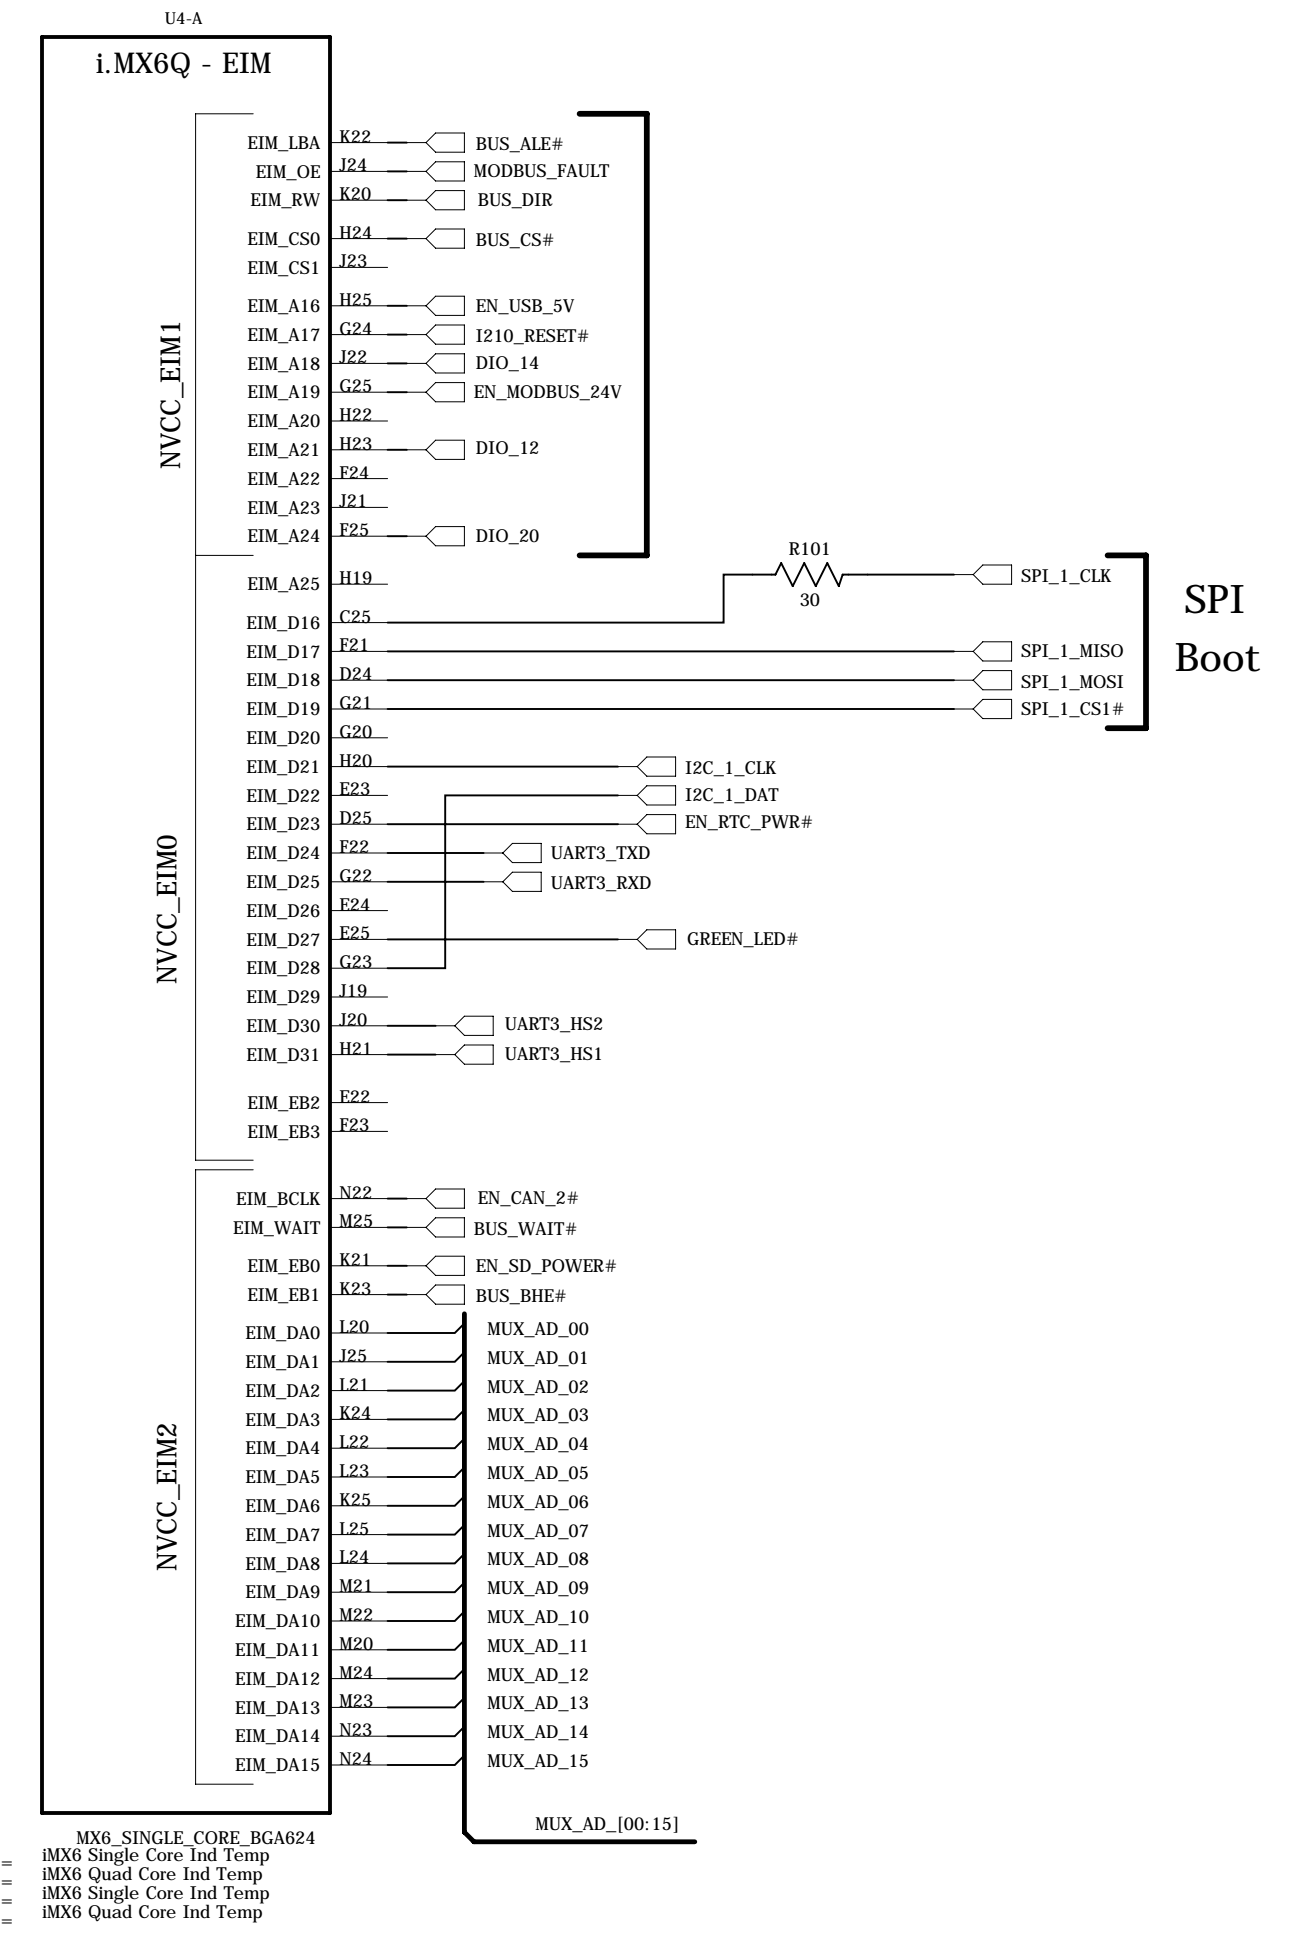 U4-A
i.MX6Q - EIM
NVCC_EIM1
EIM_LBA K22 BUS_ALE#
EIM_OE J24 MODBUS_FAULT
EIM_RW K20 BUS_DIR
EIM_CS0 H24 BUS_CS#
EIM_CS1 J23
EIM_A16 H25 EN_USB_5V
EIM_A17 G24 I210_RESET#
EIM_A18 J22 DIO_14
EIM_A19 G25 EN_MODBUS_24V
EIM_A20 H22
EIM_A21 H23 DIO_12
EIM_A22 F24
EIM_A23 J21
EIM_A24 F25 DIO_20
NVCC_EIM0
R101
EIM_A25 H19 SPI_1_CLK
30
SPI
Boot
EIM_D16 C25
EIM_D17 F21 SPI_1_MISO
EIM_D18 D24 SPI_1_MOSI
EIM_D19 G21 SPI_1_CS1#
EIM_D20 G20
EIM_D21 H20 I2C_1_CLK
EIM_D22 E23 I2C_1_DAT
EIM_D23 D25 EN_RTC_PWR#
EIM_D24 F22 UART3_TXD
EIM_D25 G22 UART3_RXD
EIM_D26 E24
EIM_D27 E25 GREEN_LED#
EIM_D28 G23
EIM_D29 J19
EIM_D30 J20 UART3_HS2
EIM_D31 H21 UART3_HS1
EIM_EB2 E22
EIM_EB3 F23
NVCC_EIM2
EIM_BCLK N22 EN_CAN_2#
EIM_WAIT M25 BUS_WAIT#
EIM_EB0 K21 EN_SD_POWER#
EIM_EB1 K23 BUS_BHE#
EIM_DA0 L20 MUX_AD_00
EIM_DA1 J25 MUX_AD_01
EIM_DA2 L21 MUX_AD_02
EIM_DA3 K24 MUX_AD_03
EIM_DA4 L22 MUX_AD_04
EIM_DA5 L23 MUX_AD_05
EIM_DA6 K25 MUX_AD_06
EIM_DA7 L25 MUX_AD_07
EIM_DA8 L24 MUX_AD_08
EIM_DA9 M21 MUX_AD_09
EIM_DA10 M22 MUX_AD_10
EIM_DA11 M20 MUX_AD_11
EIM_DA12 M24 MUX_AD_12
EIM_DA13 M23 MUX_AD_13
EIM_DA14 N23 MUX_AD_14
EIM_DA15 N24 MUX_AD_15
MUX_AD_[00:15]
MX6_SINGLE_CORE_BGA624
= iMX6 Single Core Ind Temp
= iMX6 Quad Core Ind Temp
= iMX6 Single Core Ind Temp
= iMX6 Quad Core Ind Temp